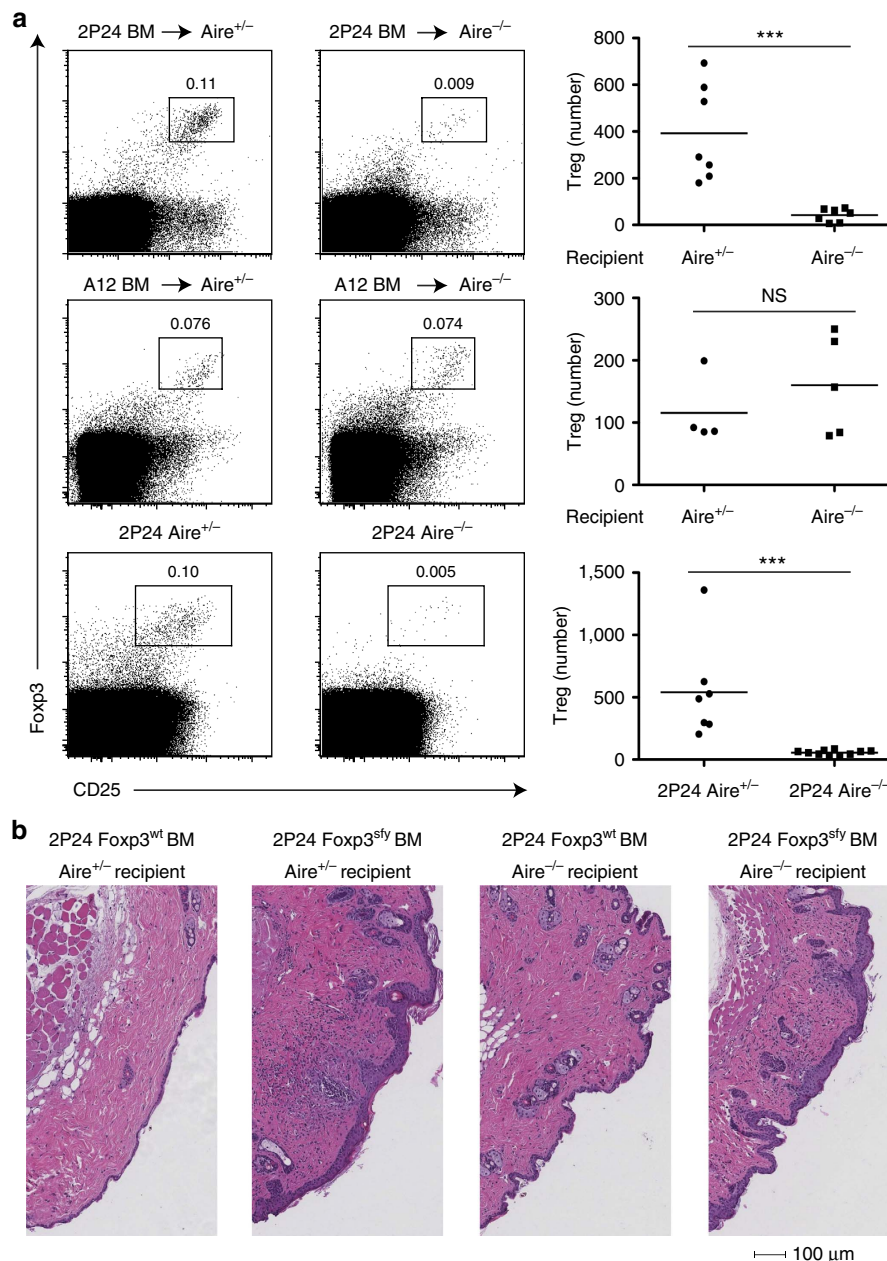 a
2P24 BM → Aire+/–
2P24 BM → Aire–/–
0.11
0.009
800
600
400
200
0
Treg (number)
***
Recipient
Aire+/–
Aire–/–
A12 BM → Aire+/–
A12 BM → Aire–/–
0.076
0.074
300
200
100
0
Treg (number)
NS
Recipient
Aire+/–
Aire–/–
2P24 Aire+/–
2P24 Aire–/–
0.10
0.005
1,500
1,000
500
0
Treg (number)
***
2P24 Aire+/–
2P24 Aire–/–
Foxp3
CD25
b
2P24 Foxp3wt BM
Aire+/– recipient
2P24 Foxp3sfy BM
Aire+/– recipient
2P24 Foxp3wt BM
Aire–/– recipient
2P24 Foxp3sfy BM
Aire–/– recipient
100 μm